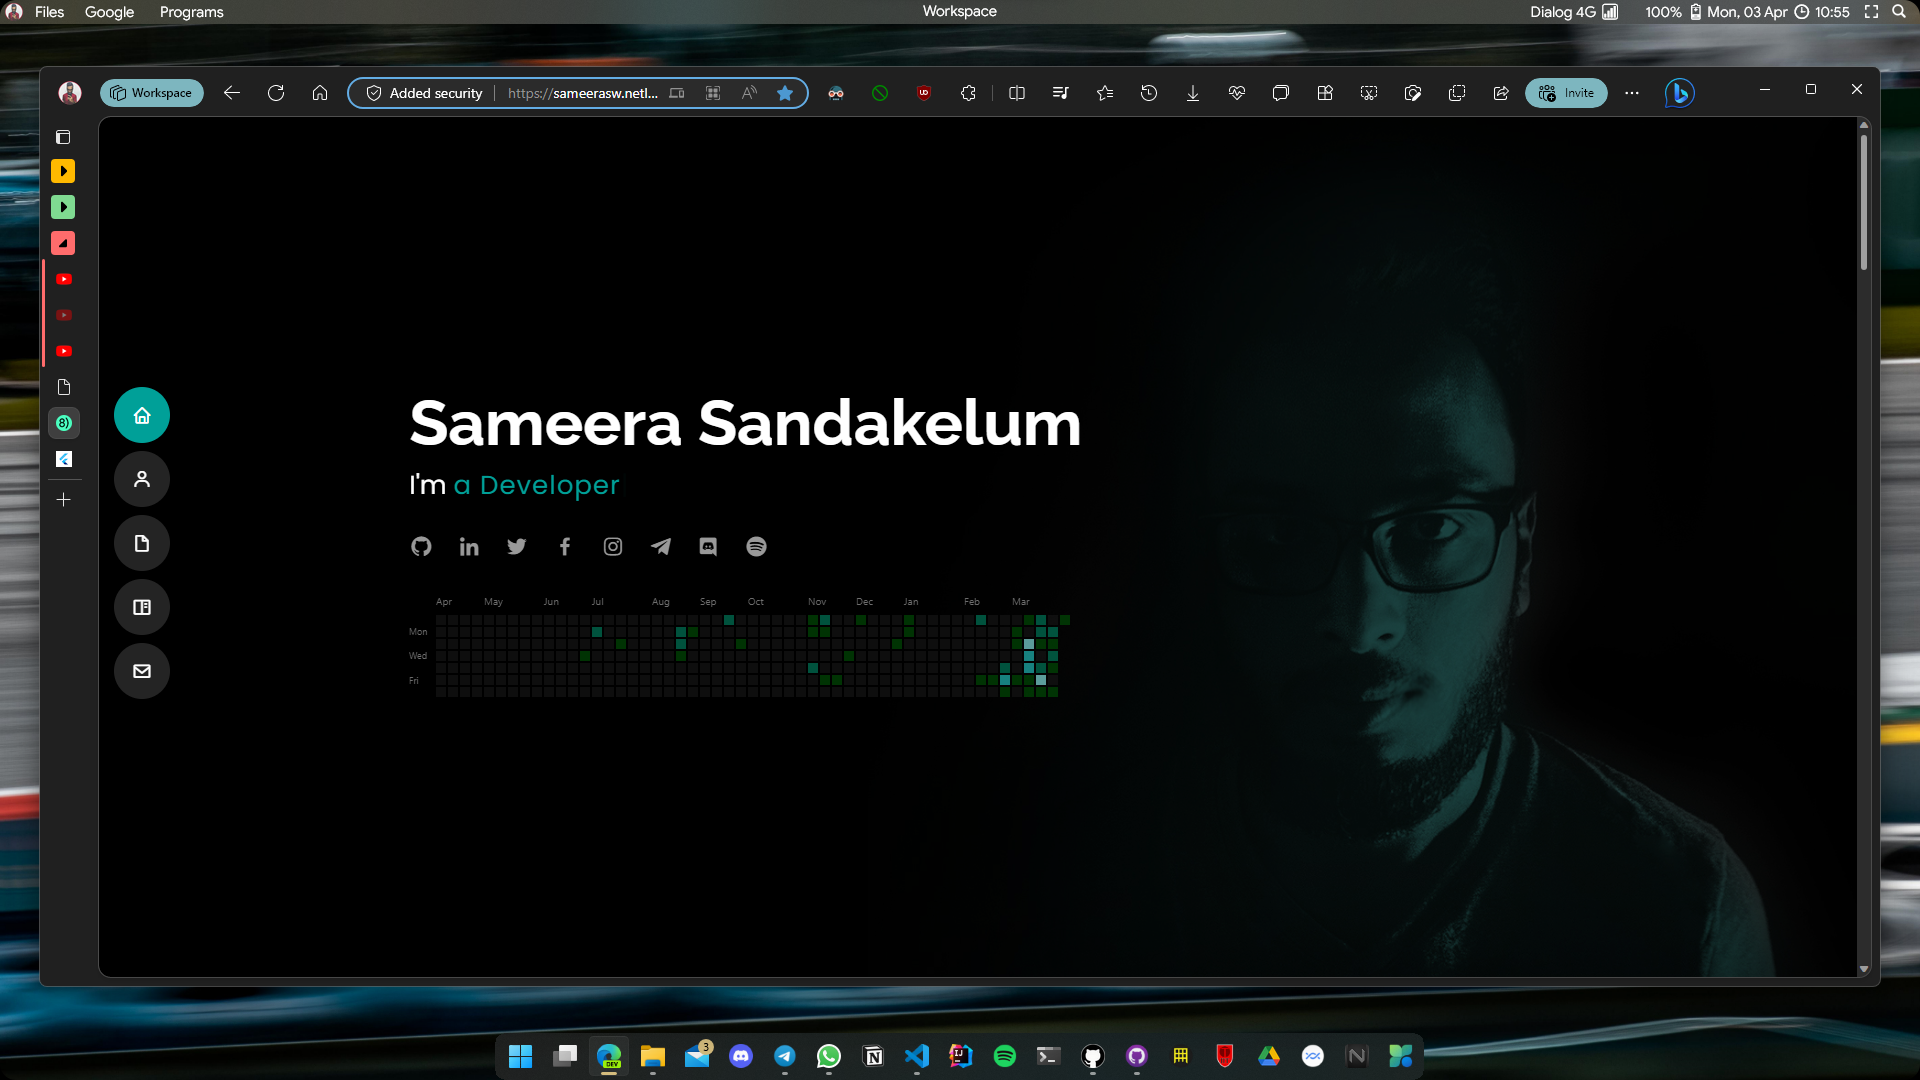 Files Google Programs Workspace Dialog 4G 100% Mon, 03 Apr 10:55
Workspace Added security https://sameerasw.netl... Invite
Sameera Sandakelum
I'm a Developer
Apr May Jun Jul Aug Sep Oct Nov Dec Jan Feb Mar
Mon
Wed
Fri
3
DEV